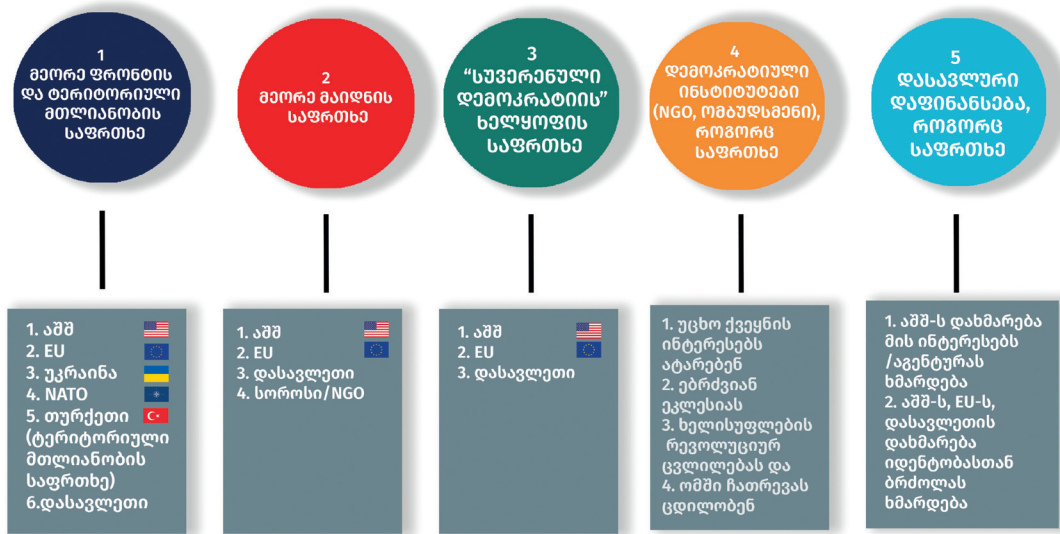 1
მეორე ფრონტის
და ტერიტორიული
მთლიანობის
საფრთხე
2
მეორე მაიდნის
საფრთხე
3
“სუვერენული
დემოკრატიის”
ხელყოფის
საფრთხე
4
დემოკრატიული
ინსტიტუტები
(NGO, ომბუდსმენი),
როგორც
საფრთხე
5
დასავლური
დაფინანსება,
როგორც
საფრთხე
1. აშშ
2. EU
3. უკრაინა
4. NATO
5. თურქეთი
(ტერიტორიული
მთლიანობის
საფრთხე)
6.დასავლეთი
1. აშშ
2. EU
3. დასავლეთი
4. სოროსი/NGO
1. აშშ
2. EU
3. დასავლეთი
1. უცხო ქვეყნის
ინტერესებს
ატარებენ
2. ებრძვიან
ეკლესიას
3. ხელისუფლების
რევოლუციურ
ცვლილებას და
4. ომში ჩათრევას
ცდილობენ
1. აშშ-ს დახმარება
მის ინტერესებს
/აგენტურას
ხმარდება
2. აშშ-ს, EU-ს,
დასავლეთის
დახმარება
იდენტობასთან
ბრძოლას
ხმარდება